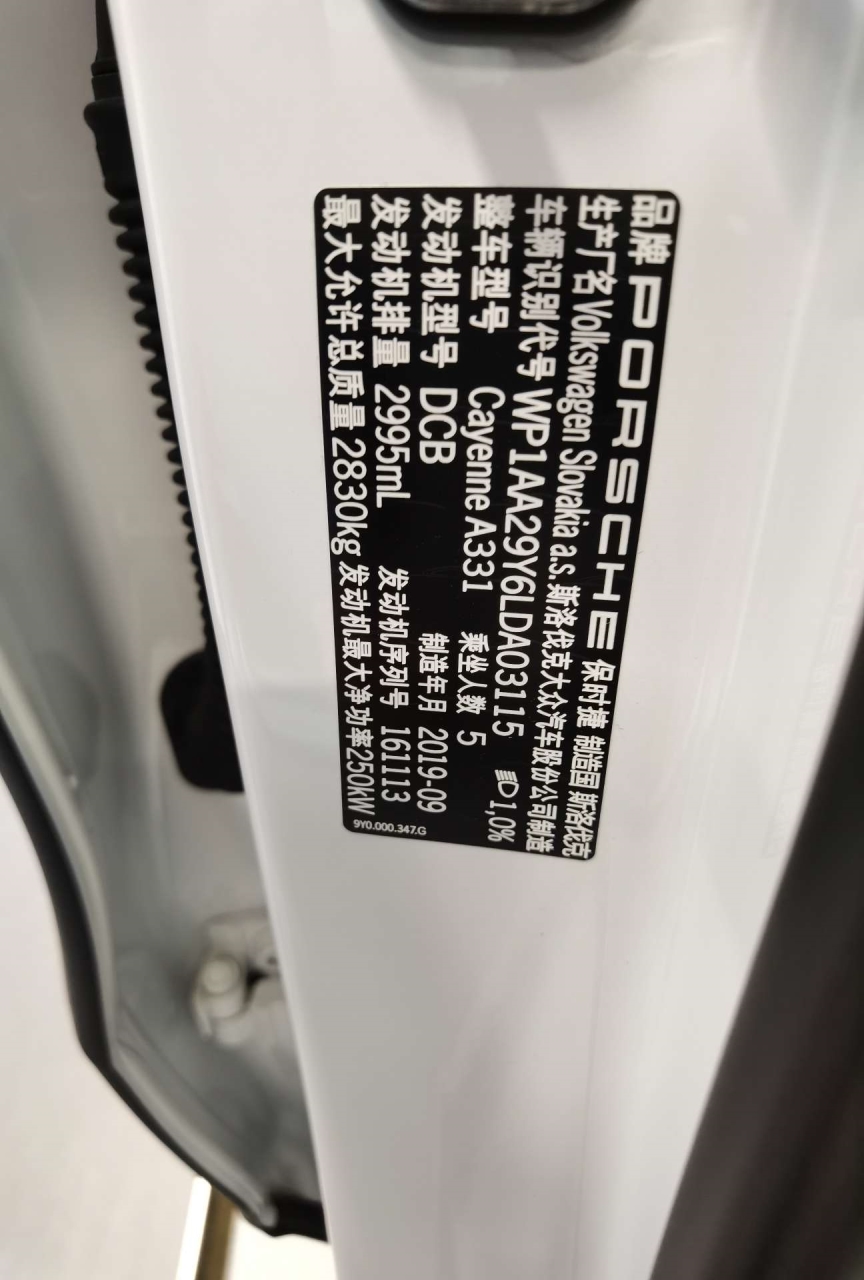 品牌 PORSCHE 保时捷 制造国 斯洛伐克
生产厂名 Volkswagen Slovakia a.s. 斯洛伐克大众汽车股份公司制造
车辆识别代号 WP1AA29Y6LDA03115 1,0%
整车型号 Cayenne A331 乘坐人数 5
发动机型号 DCB 制造年月 2019-09
发动机排量 2995mL 发动机序列号 161113
最大允许总质量 2830kg 发动机最大净功率 250kW
9Y0.000.347.G